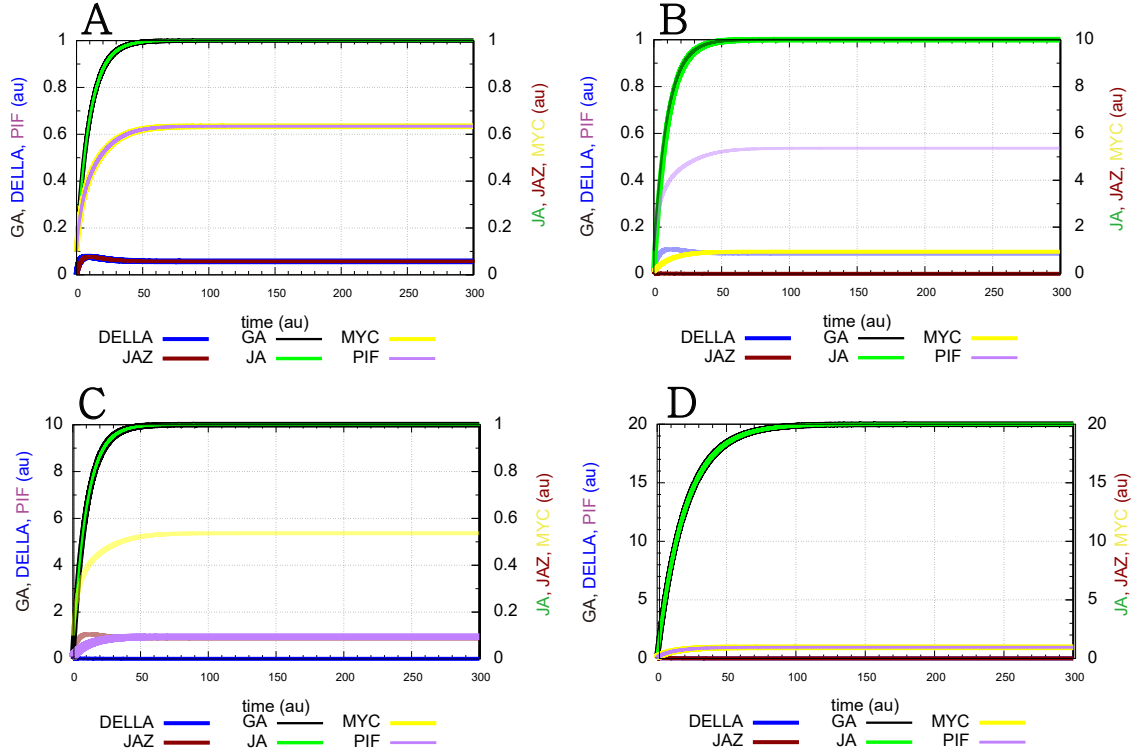 A
1
0.8
0.6
0.4
0.2
0
1
0.8
0.6
0.4
0.2
0
0 50 100 150 200 250 300
GA, DELLA, PIF (au)
JA, JAZ, MYC (au)
time (au)
DELLA GA MYC
JAZ JA PIF
B
1
0.8
0.6
0.4
0.2
0
10
8
6
4
2
0
0 50 100 150 200 250 300
GA, DELLA, PIF (au)
JA, JAZ, MYC (au)
time (au)
DELLA GA MYC
JAZ JA PIF
C
10
8
6
4
2
0
1
0.8
0.6
0.4
0.2
0
0 50 100 150 200 250 300
GA, DELLA, PIF (au)
JA, JAZ, MYC (au)
time (au)
DELLA GA MYC
JAZ JA PIF
D
20
15
10
5
0
20
15
10
5
0
0 50 100 150 200 250 300
GA, DELLA, PIF (au)
JA, JAZ, MYC (au)
time (au)
DELLA GA MYC
JAZ JA PIF